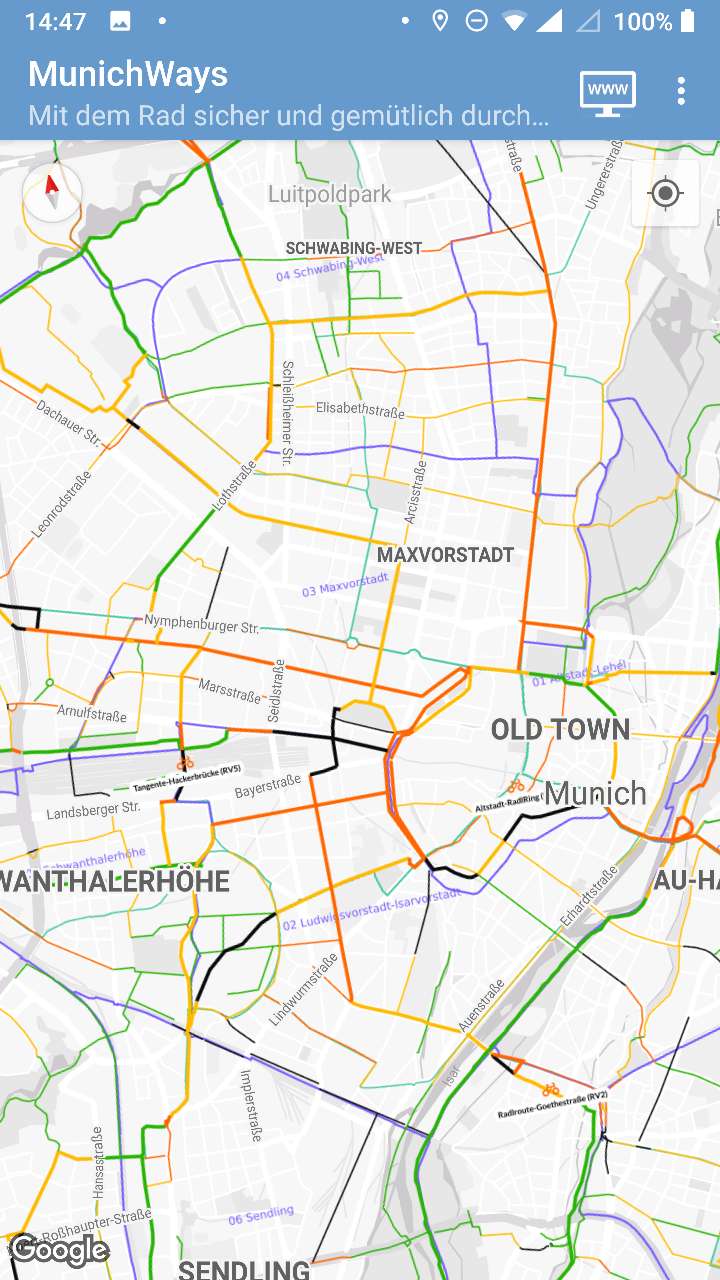 14:47
100%
MunichWays
Mit dem Rad sicher und gemütlich durch…
WWW
straße
Ungererstraß
Luitpoldpark
SCHWABING-WEST
04 Schwabing-West
Schleißheimer Str.
Elisabethstraße
Dachauer Str.
Lothstraße
Leonrodstraße
Arcisstraße
MAXVORSTADT
03 Maxvorstadt
Nymphenburger Str.
Seidlstraße
01 Altstadt-Lehel
Marsstraße
Arnulfstraße
OLD TOWN
Tangente-Hackerbrücke (RV5)
Bayerstraße
Altstadt-RadlRing (
Munich
Landsberger Str.
Schwanthalerhöhe
WANTHALERHÖHE
AU-HA
Erhardtstraße
02 Ludwigsvorstadt-Isarvorstadt
Lindwurmstraße
Auenstraße
Isar
Implerstraße
Radlroute-Goethestraße (RV2)
Hansastraße
Roßhaupter-Straße
06 Sendling
Google
SENDLING